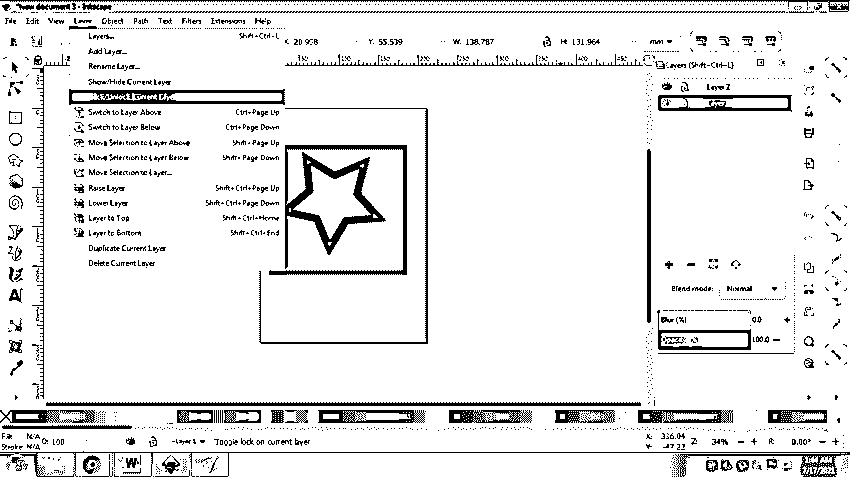 *new document 3 - Inkscape
File Edit View Layer Object Path Text Filters Extensions Help
X: 20.958 Y: 55.539 W: 138.787 H: 131.964 mm
Layers... Shift+Ctrl+L
Add Layer...
Rename Layer...
Show/Hide Current Layer
Lock/Unlock Current Layer
Switch to Layer Above Ctrl+Page Up
Switch to Layer Below Ctrl+Page Down
Move Selection to Layer Above Shift+Page Up
Move Selection to Layer Below Shift+Page Down
Move Selection to Layer...
Raise Layer Shift+Ctrl+Page Up
Lower Layer Shift+Ctrl+Page Down
Layer to Top Shift+Ctrl+Home
Layer to Bottom Shift+Ctrl+End
Duplicate Current Layer
Delete Current Layer
Layers (Shift+Ctrl+L)
Layer 2
Blend mode: Normal
Blur (%) 0.0
100.0
Fill: N/A
Stroke: N/A
O: 100
Layer 1 Toggle lock on current layer
X: 336.04
Y: -47.27
Z: 34% R: 0.00°